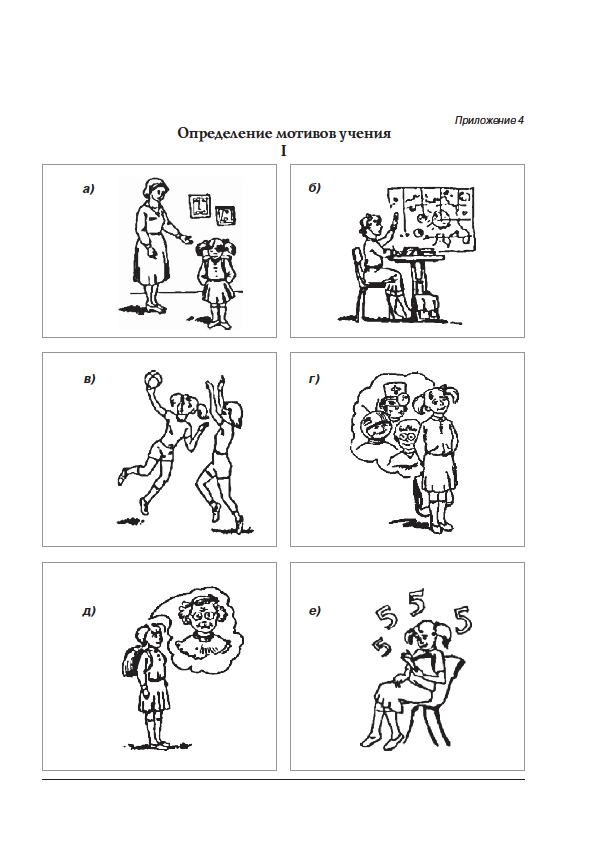 Приложение 4
Определение мотивов учения
I
а)
б)
в)
г)
д)
е)
5 5 5 5